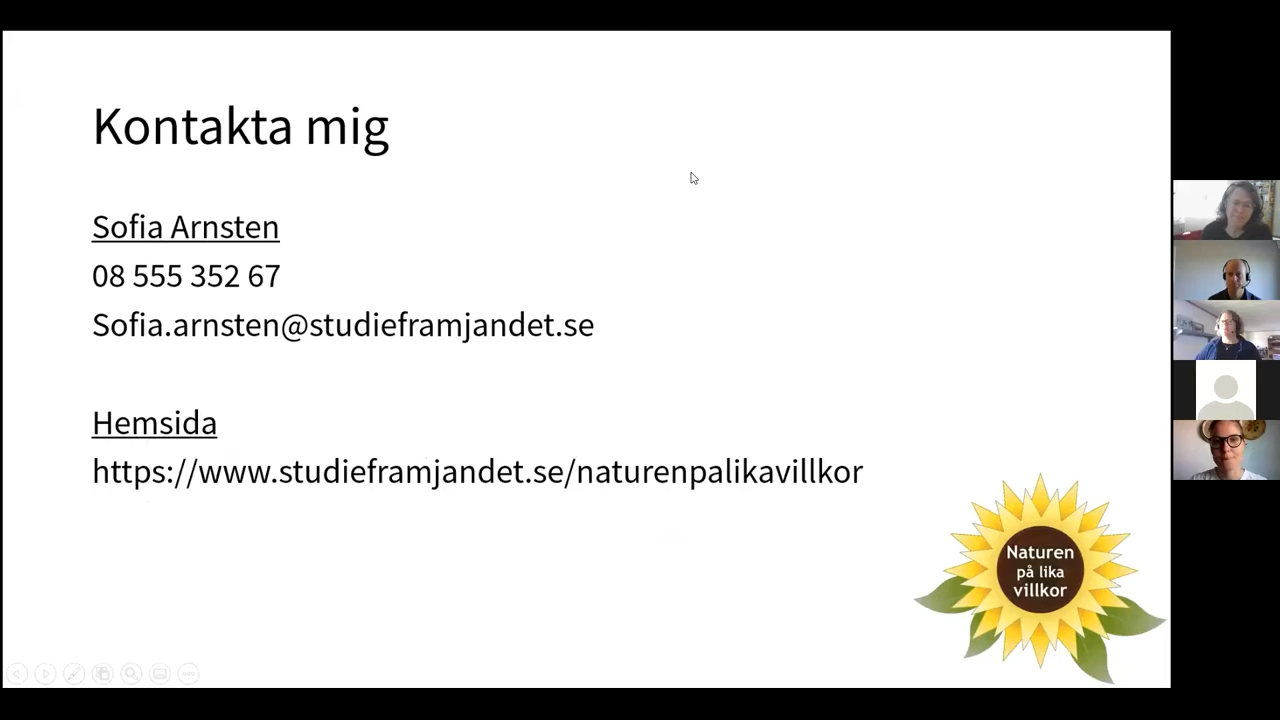 Kontakta mig
Sofia Arnsten
08 555 352 67
Sofia.arnsten@studieframjandet.se
Hemsida
https://www.studieframjandet.se/naturenpalikavillkor
Naturen
på lika
villkor